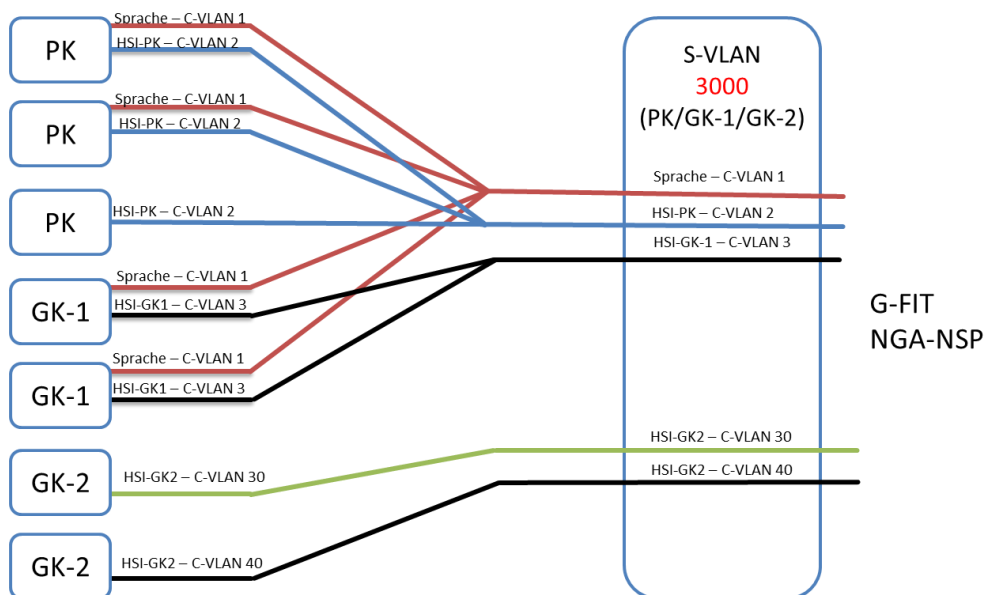 Sprache – C-VLAN 1
PK
HSI-PK – C-VLAN 2
Sprache – C-VLAN 1
PK
HSI-PK – C-VLAN 2
PK
HSI-PK – C-VLAN 2
Sprache – C-VLAN 1
GK-1
HSI-GK1 – C-VLAN 3
Sprache – C-VLAN 1
GK-1
HSI-GK1 – C-VLAN 3
GK-2
HSI-GK2 – C-VLAN 30
GK-2
HSI-GK2 – C-VLAN 40
S-VLAN
3000
(PK/GK-1/GK-2)
Sprache – C-VLAN 1
HSI-PK – C-VLAN 2
HSI-GK-1 – C-VLAN 3
HSI-GK2 – C-VLAN 30
HSI-GK2 – C-VLAN 40
G-FIT
NGA-NSP